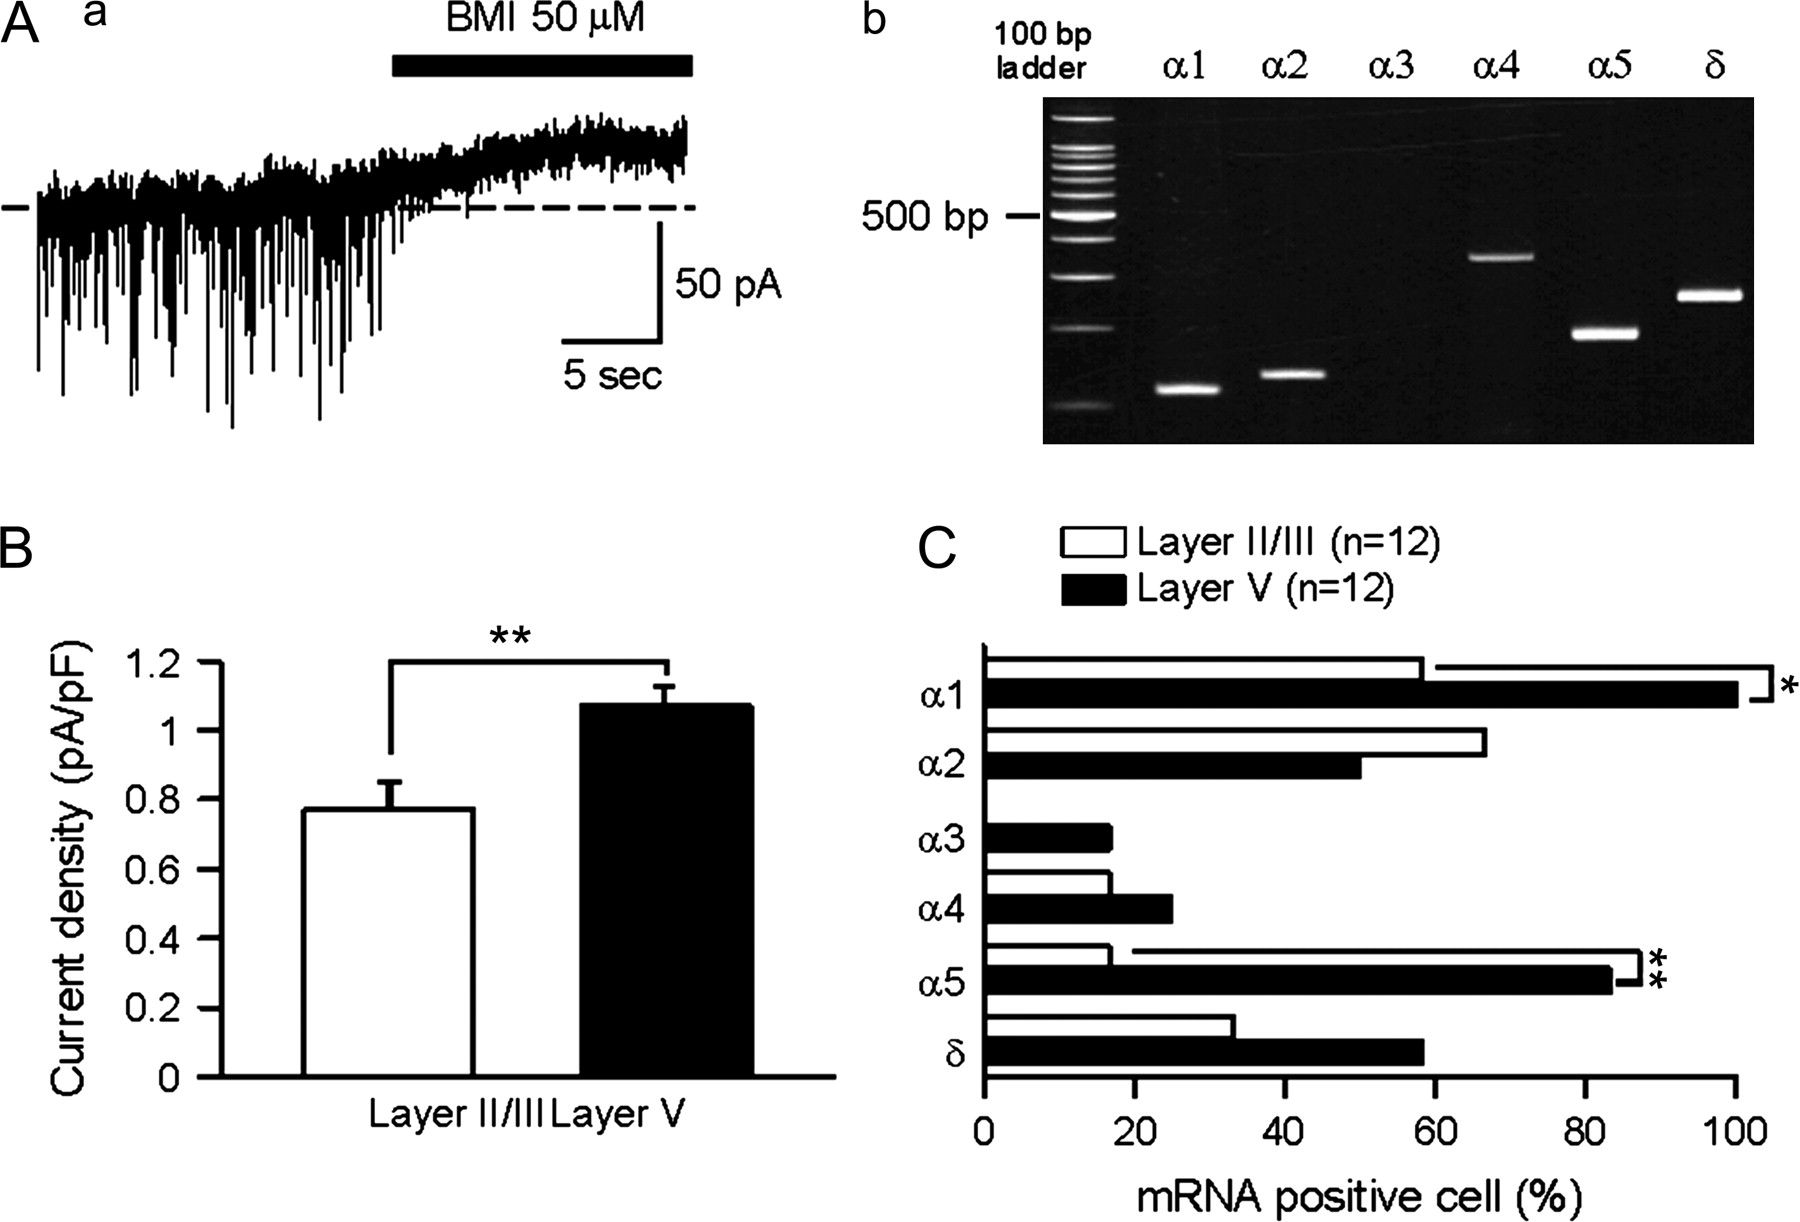 A a
BMI 50 μM
50 pA
5 sec
b
100 bp
ladder
α1 α2 α3 α4 α5 δ
500 bp
B
**
Current density (pA/pF)
1.2
1
0.8
0.6
0.4
0.2
0
Layer II/III Layer V
C
Layer II/III (n=12)
Layer V (n=12)
α1
*
α2
α3
α4
α5
**
δ
0 20 40 60 80 100
mRNA positive cell (%)